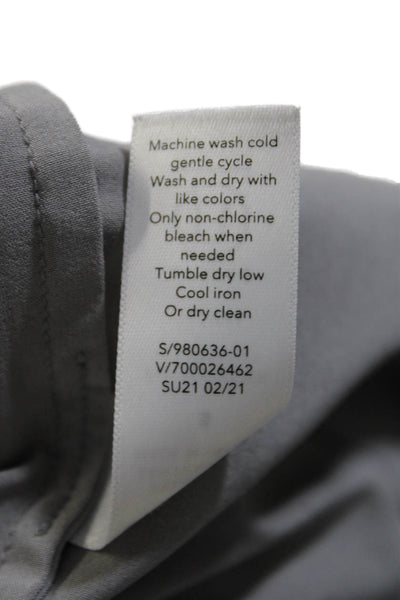 Machine wash cold
gentle cycle
Wash and dry with
like colors
Only non-chlorine
bleach when
needed
Tumble dry low
Cool iron
Or dry clean
S/980636-01
V/700026462
SU21 02/21